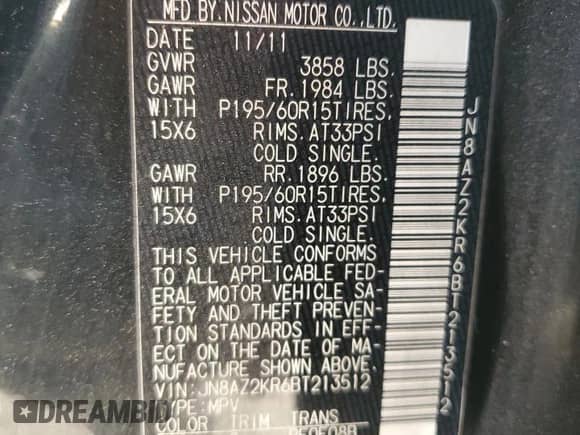 MFD BY.NISSAN MOTOR CO.,LTD.
DATE 11/11
GVWR 3858 LBS.
GAWR FR. 1984 LBS.
WITH P195/60R15TIRES,
15X6 RIMS.AT33PSI
COLD SINGLE.
GAWR RR. 1896 LBS.
WITH P195/60R15TIRES,
15X6 RIMS.AT33PSI
COLD SINGLE.
THIS VEHICLE CONFORMS
TO ALL APPLICABLE FED-
ERAL MOTOR VEHICLE SA-
FETY AND THEFT PREVEN-
TION STANDARDS IN EFF-
ECT ON THE DATE OF MA-
NUFACTURE SHOWN ABOVE.
VIN:JN8AZ2KR6BT213512
TYPE:MPV
COLOR TRIM TRANS
JN8AZ2KR6BT213512
DREAMBID